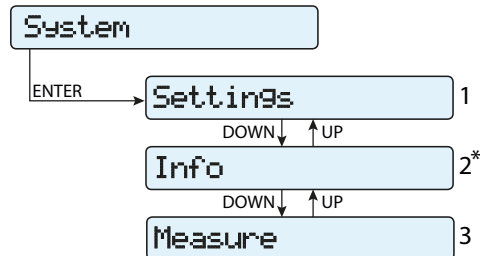 System
ENTER
Settings 1
DOWN UP
Info 2*
DOWN UP
Measure 3